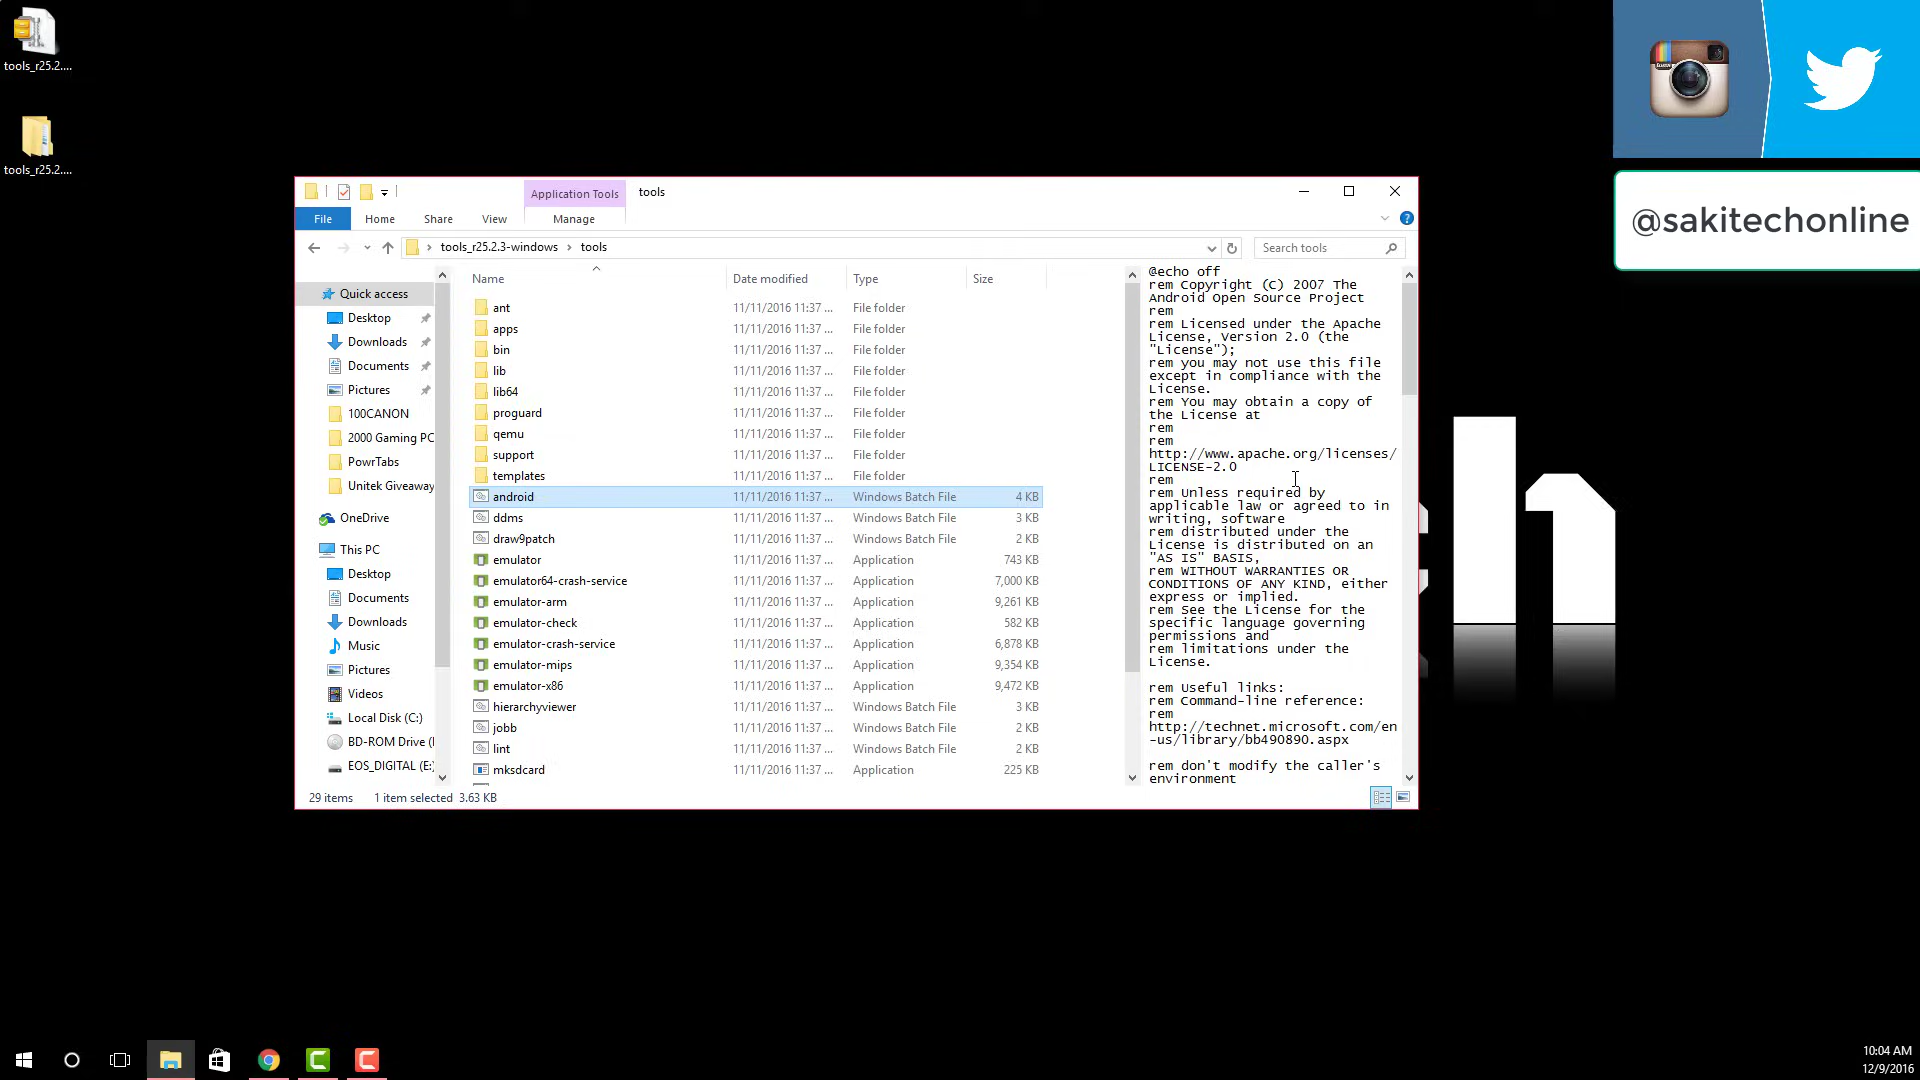 tools_r25.2....
tools_r25.2....
@sakitechonline
Application Tools
tools
File
Home
Share
View
Manage
tools_r25.2.3-windows
tools
Search tools
Quick access
Desktop
Downloads
Documents
Pictures
100CANON
2000 Gaming PC
PowrTabs
Unitek Giveaway
OneDrive
This PC
Desktop
Documents
Downloads
Music
Pictures
Videos
Local Disk (C:)
BD-ROM Drive (
EOS_DIGITAL (E:
Name Date modified Type Size
ant 11/11/2016 11:37 ... File folder
apps 11/11/2016 11:37 ... File folder
bin 11/11/2016 11:37 ... File folder
lib 11/11/2016 11:37 ... File folder
lib64 11/11/2016 11:37 ... File folder
proguard 11/11/2016 11:37 ... File folder
qemu 11/11/2016 11:37 ... File folder
support 11/11/2016 11:37 ... File folder
templates 11/11/2016 11:37 ... File folder
android 11/11/2016 11:37 ... Windows Batch File 4 KB
ddms 11/11/2016 11:37 ... Windows Batch File 3 KB
draw9patch 11/11/2016 11:37 ... Windows Batch File 2 KB
emulator 11/11/2016 11:37 ... Application 743 KB
emulator64-crash-service 11/11/2016 11:37 ... Application 7,000 KB
emulator-arm 11/11/2016 11:37 ... Application 9,261 KB
emulator-check 11/11/2016 11:37 ... Application 582 KB
emulator-crash-service 11/11/2016 11:37 ... Application 6,878 KB
emulator-mips 11/11/2016 11:37 ... Application 9,354 KB
emulator-x86 11/11/2016 11:37 ... Application 9,472 KB
hierarchyviewer 11/11/2016 11:37 ... Windows Batch File 3 KB
jobb 11/11/2016 11:37 ... Windows Batch File 2 KB
lint 11/11/2016 11:37 ... Windows Batch File 2 KB
mksdcard 11/11/2016 11:37 ... Application 225 KB
@echo off
rem Copyright (C) 2007 The
Android Open Source Project
rem
rem Licensed under the Apache
License, Version 2.0 (the
"License");
rem you may not use this file
except in compliance with the
License.
rem You may obtain a copy of
the License at
rem
rem
http://www.apache.org/licenses/
LICENSE-2.0
rem
rem Unless required by
applicable law or agreed to in
writing, software
rem distributed under the
License is distributed on an
"AS IS" BASIS,
rem WITHOUT WARRANTIES OR
CONDITIONS OF ANY KIND, either
express or implied.
rem See the License for the
specific language governing
permissions and
rem limitations under the
License.
rem Useful links:
rem Command-line reference:
rem
http://technet.microsoft.com/en
-us/library/bb490890.aspx
rem don't modify the caller's
environment
29 items 1 item selected 3.63 KB
h
10:04 AM
12/9/2016